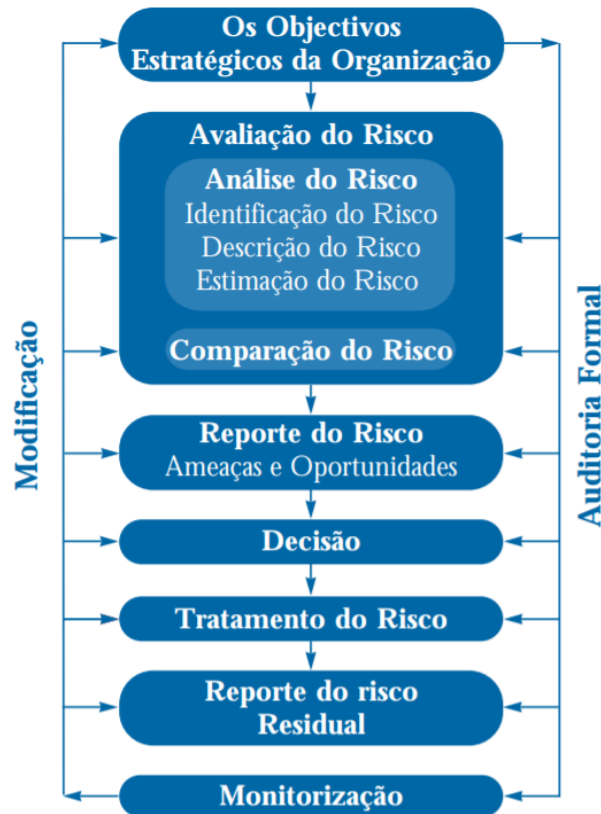 Os Objectivos
Estratégicos da Organização
Avaliação do Risco
Análise do Risco
Identificação do Risco
Descrição do Risco
Estimação do Risco
Comparação do Risco
Reporte do Risco
Ameaças e Oportunidades
Decisão
Tratamento do Risco
Reporte do risco
Residual
Monitorização
Modificação
Auditoria Formal